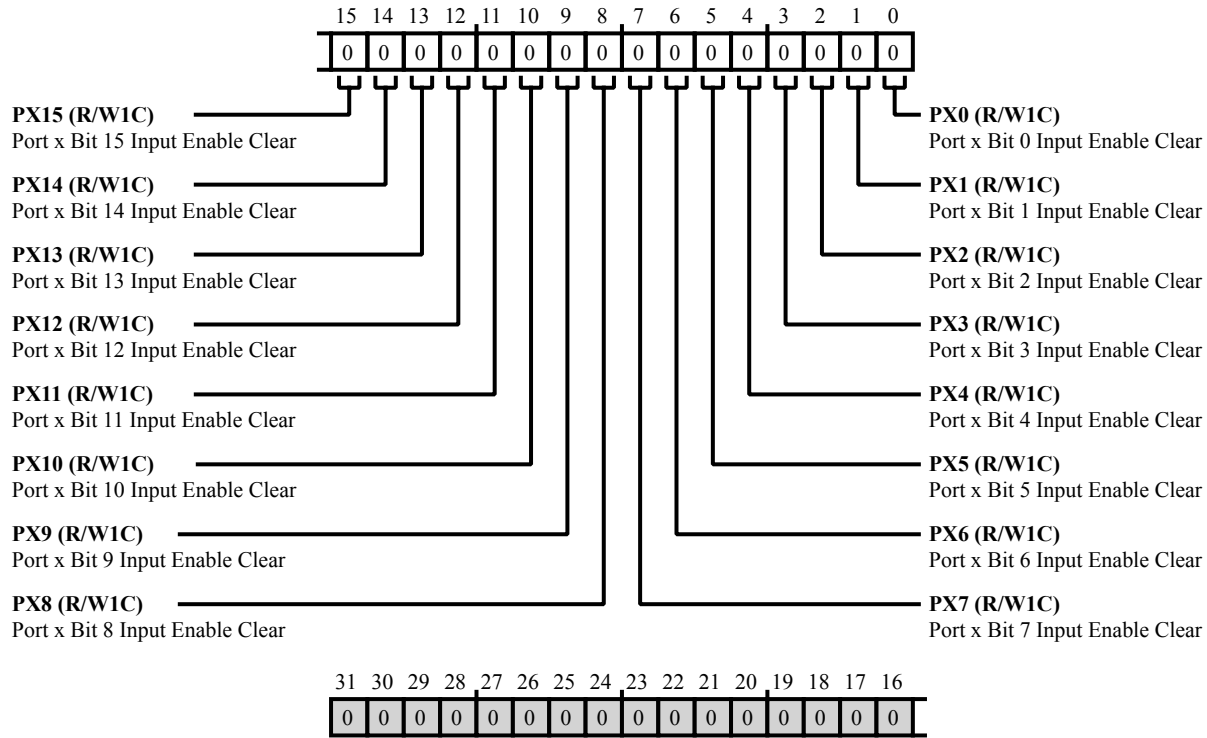 15 14 13 12 11 10 9 8 7 6 5 4 3 2 1 0
0 0 0 0 0 0 0 0 0 0 0 0 0 0 0 0
PX15 (R/W1C)
Port x Bit 15 Input Enable Clear
PX14 (R/W1C)
Port x Bit 14 Input Enable Clear
PX13 (R/W1C)
Port x Bit 13 Input Enable Clear
PX12 (R/W1C)
Port x Bit 12 Input Enable Clear
PX11 (R/W1C)
Port x Bit 11 Input Enable Clear
PX10 (R/W1C)
Port x Bit 10 Input Enable Clear
PX9 (R/W1C)
Port x Bit 9 Input Enable Clear
PX8 (R/W1C)
Port x Bit 8 Input Enable Clear
PX0 (R/W1C)
Port x Bit 0 Input Enable Clear
PX1 (R/W1C)
Port x Bit 1 Input Enable Clear
PX2 (R/W1C)
Port x Bit 2 Input Enable Clear
PX3 (R/W1C)
Port x Bit 3 Input Enable Clear
PX4 (R/W1C)
Port x Bit 4 Input Enable Clear
PX5 (R/W1C)
Port x Bit 5 Input Enable Clear
PX6 (R/W1C)
Port x Bit 6 Input Enable Clear
PX7 (R/W1C)
Port x Bit 7 Input Enable Clear
31 30 29 28 27 26 25 24 23 22 21 20 19 18 17 16
0 0 0 0 0 0 0 0 0 0 0 0 0 0 0 0